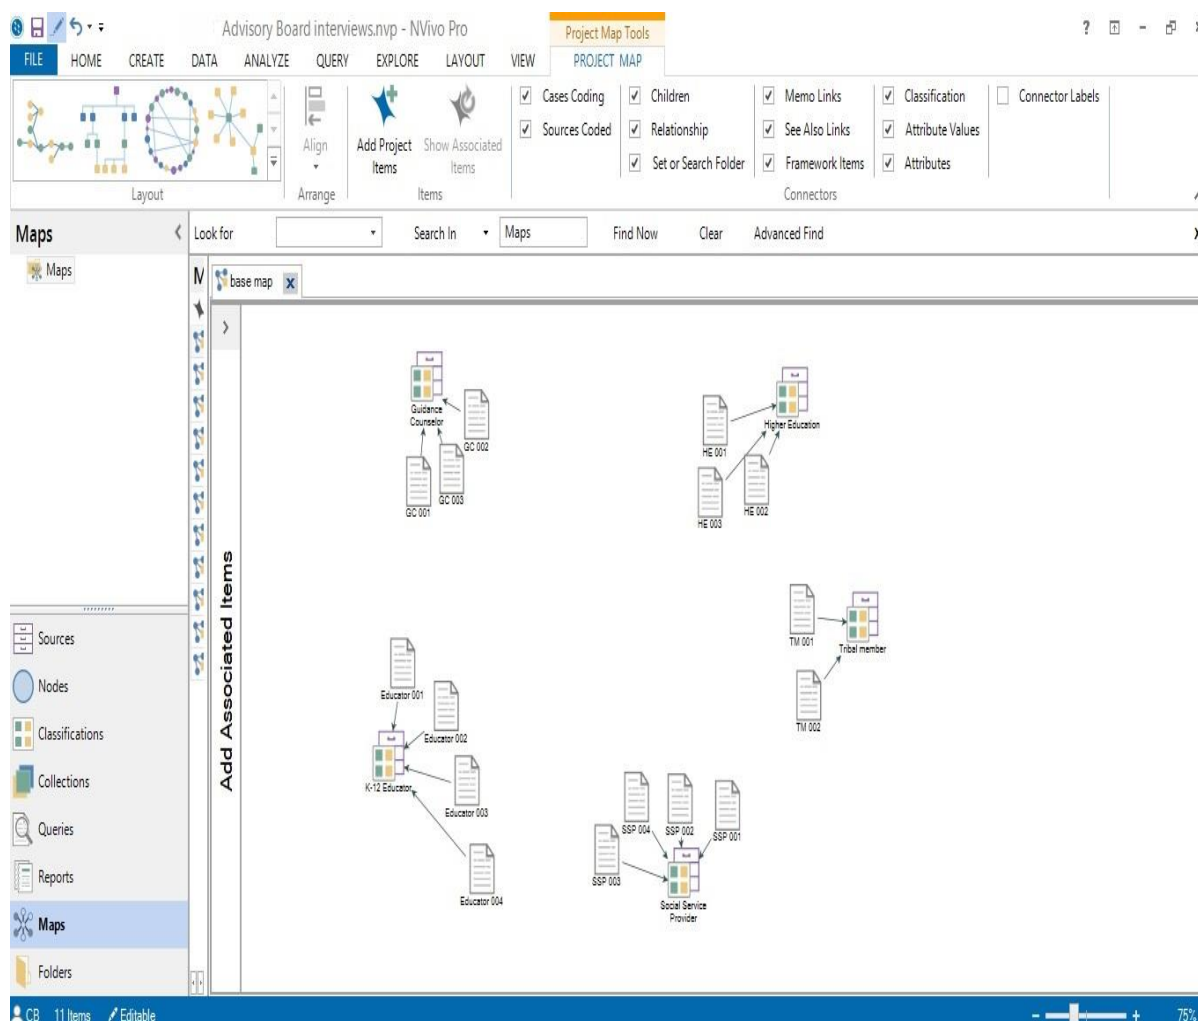 Advisory Board interviews.nvp - NVivo Pro
Project Map Tools
?
FILE HOME CREATE DATA ANALYZE QUERY EXPLORE LAYOUT VIEW PROJECT MAP
Cases Coding
Sources Coded
Children
Relationship
Set or Search Folder
Memo Links
See Also Links
Framework Items
Classification
Attribute Values
Attributes
Connector Labels
Align
Add Project
Items
Show Associated
Items
Layout
Arrange
Items
Connectors
Maps
Look for
Search In
Maps
Find Now
Clear
Advanced Find
Maps
base map
Add Associated Items
Guidance
Counselor
GC 002
GC 003
GC 001
Higher Education
HE 001
HE 002
HE 003
TM 001
Tribal member
TM 002
Educator 001
Educator 002
K-12 Educator
Educator 003
Educator 004
SSP 004
SSP 002
SSP 001
SSP 003
Social Service
Provider
Sources
Nodes
Classifications
Collections
Queries
Reports
Maps
Folders
CB 11 Items Editable
75%